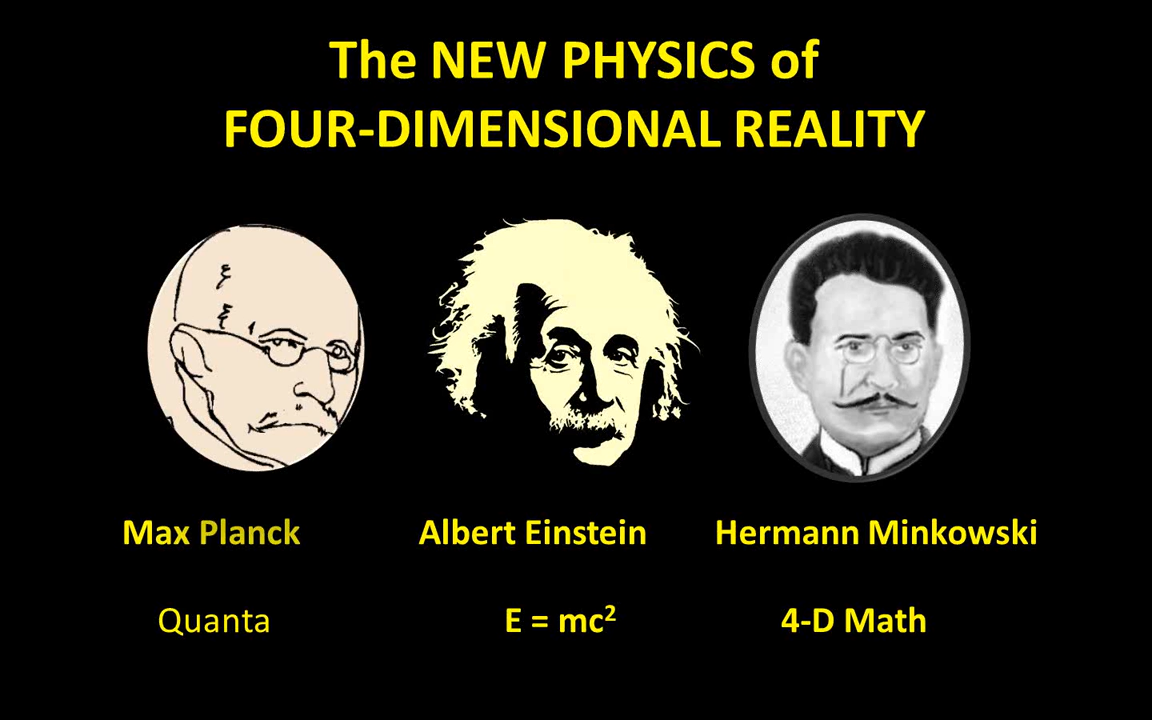 The NEW PHYSICS of
FOUR-DIMENSIONAL REALITY
Max Planck
Albert Einstein
Hermann Minkowski
Quanta
E = mc²
4-D Math